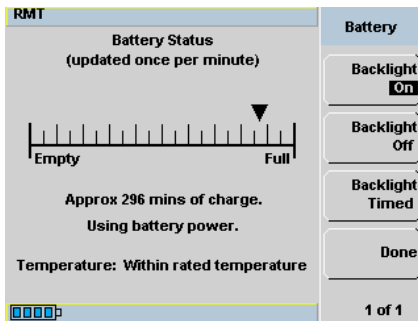 RMT
Battery Status
(updated once per minute)
Empty
Full
Approx 296 mins of charge.
Using battery power.
Temperature: Within rated temperature
Battery
Backlight
On
Backlight
Off
Backlight
Timed
Done
1 of 1